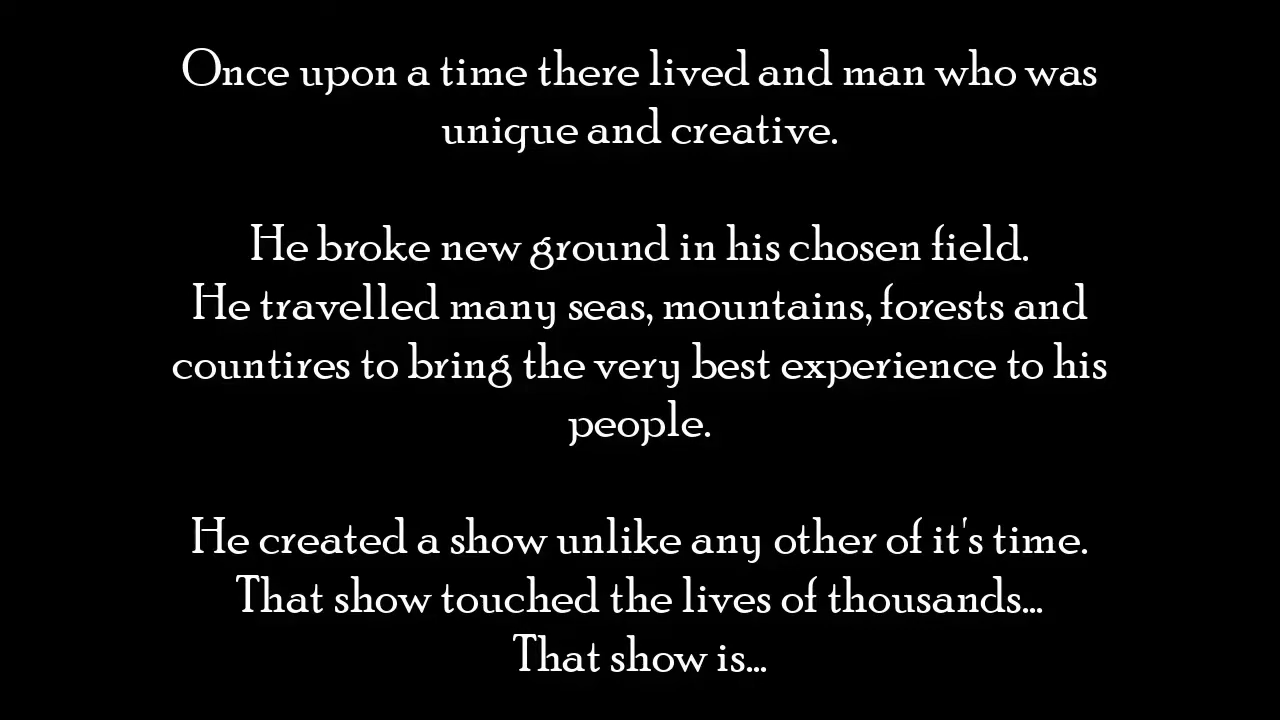 Once upon a time there lived and man who was
unique and creative.
He broke new ground in his chosen field.
He travelled many seas, mountains, forests and
countires to bring the very best experience to his
people.
He created a show unlike any other of it's time.
That show touched the lives of thousands...
That show is...